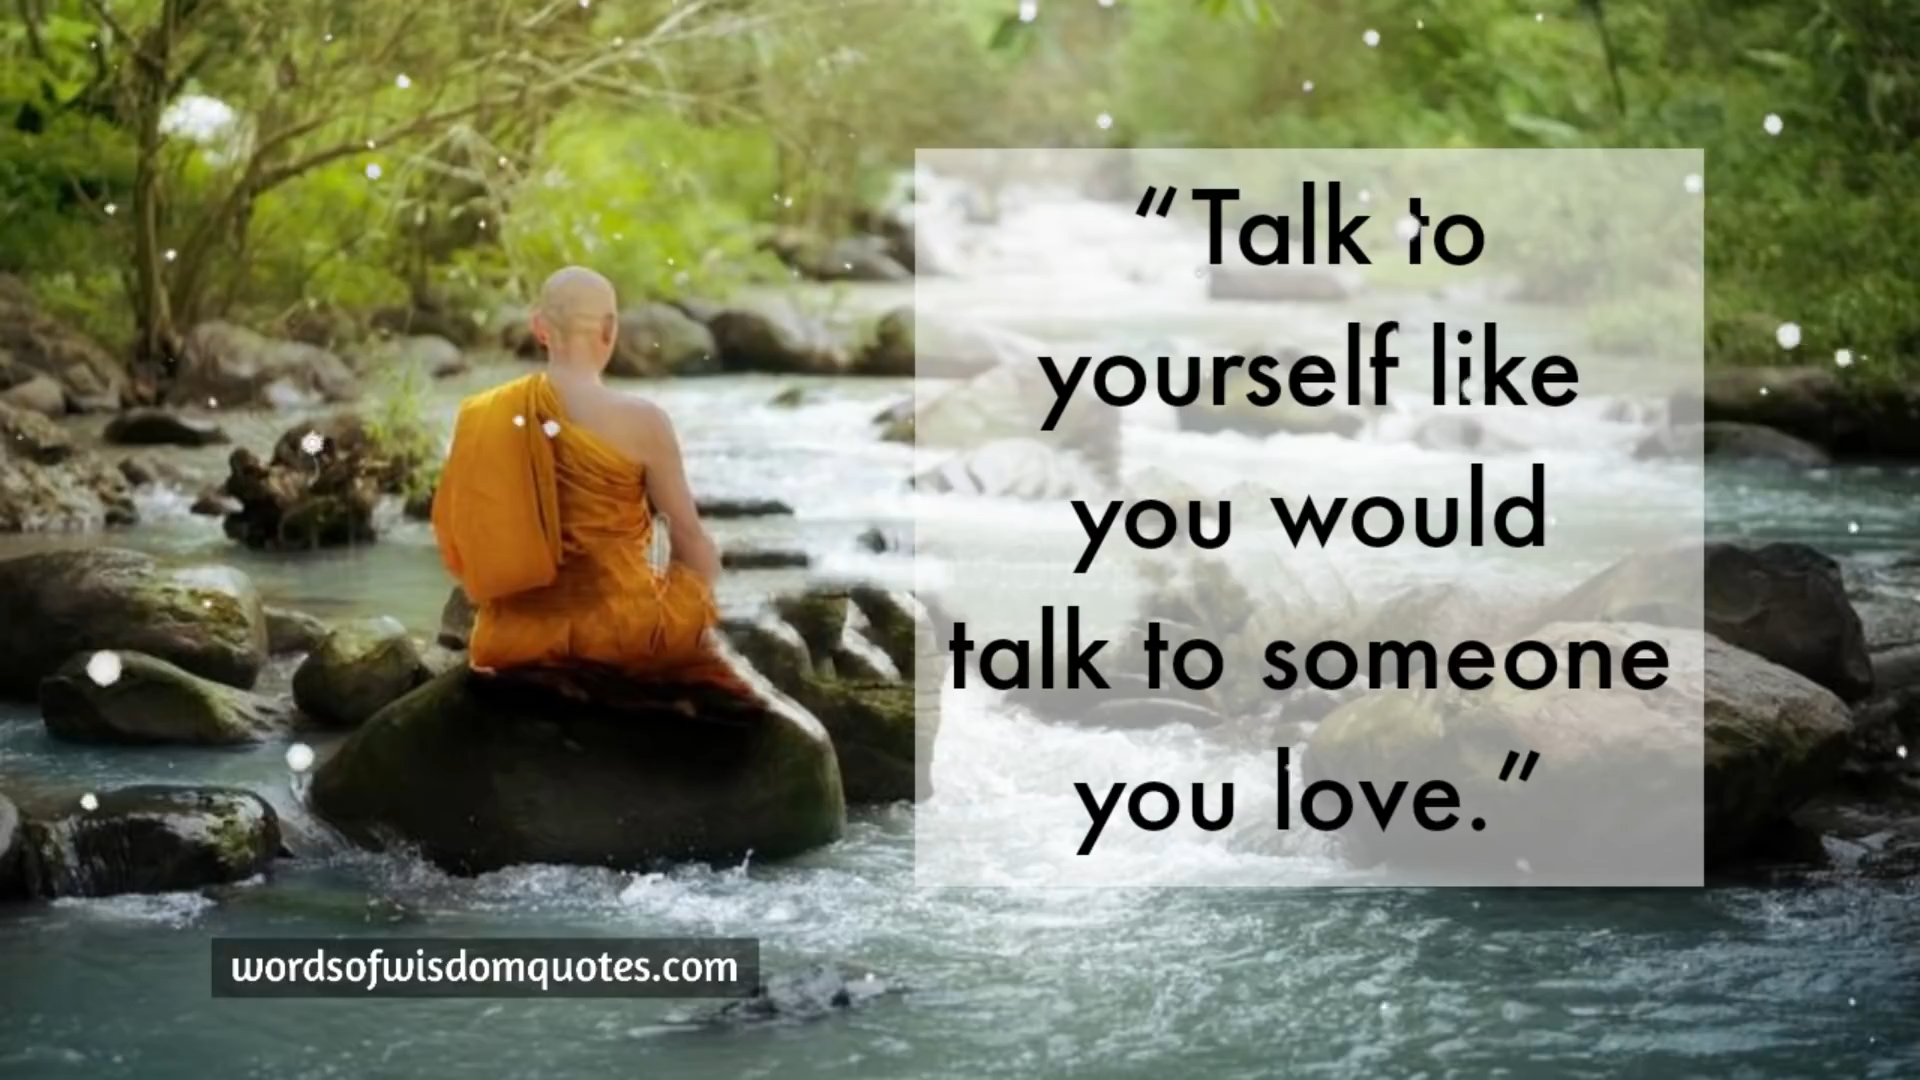 “Talk to
yourself like
you would
talk to someone
you love.”
wordsofwisdomquotes.com